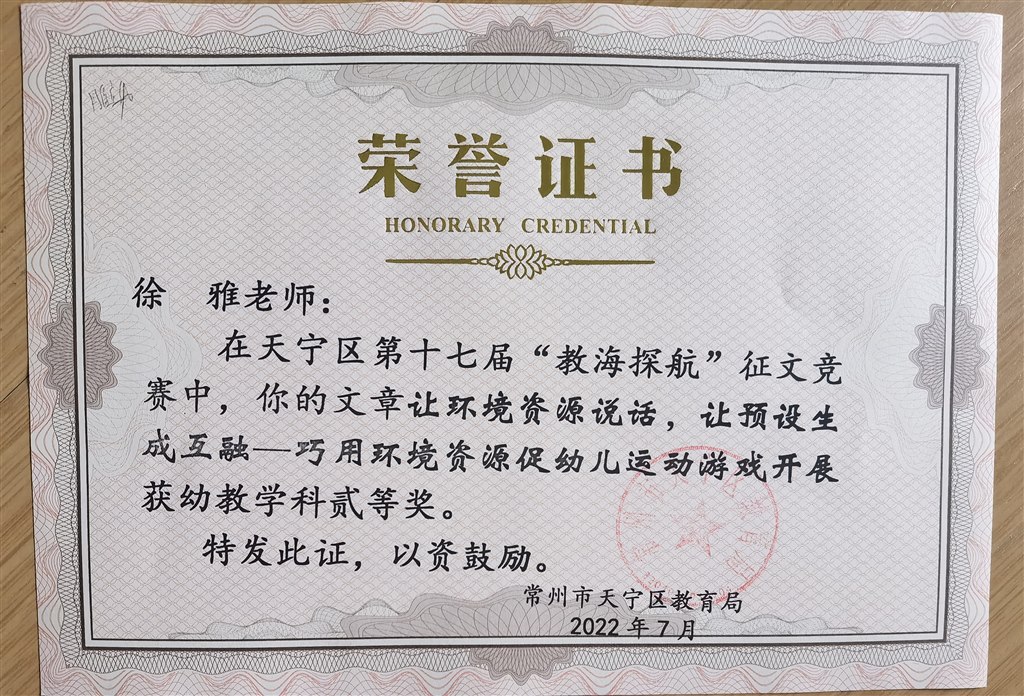 荣誉证书
HONORARY CREDENTIAL
徐 雅老师：
在天宁区第十七届“教海探航”征文竞
赛中，你的文章让环境资源说话，让预设生
成互融—巧用环境资源促幼儿运动游戏开展
获幼教学科贰等奖。
特发此证，以资鼓励。
常州市天宁区教育局
2022 年 7 月